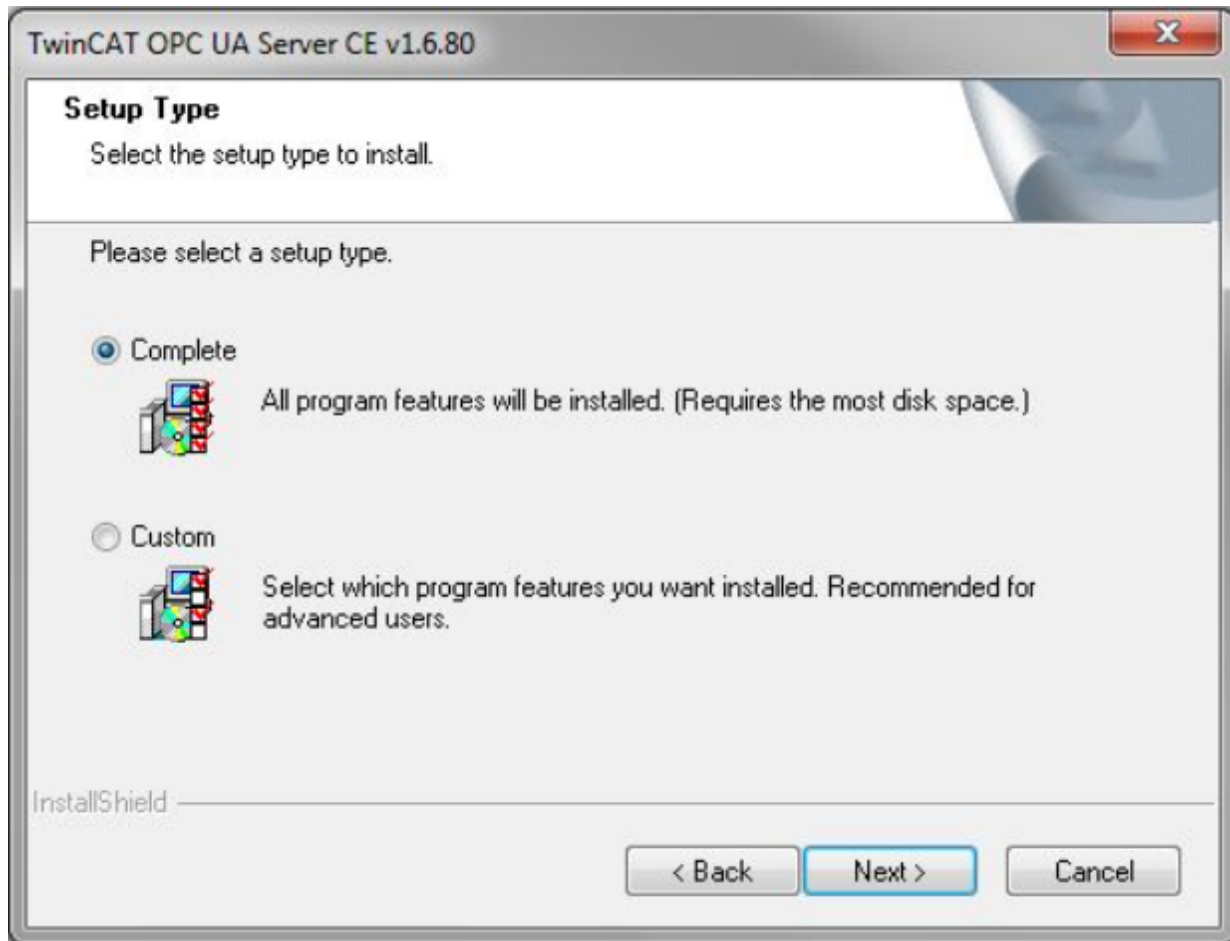 TwinCAT OPC UA Server CE v1.6.80
Setup Type
Select the setup type to install.
Please select a setup type.
Complete
All program features will be installed. (Requires the most disk space.)
Custom
Select which program features you want installed. Recommended for
advanced users.
InstallShield
< Back
Next >
Cancel